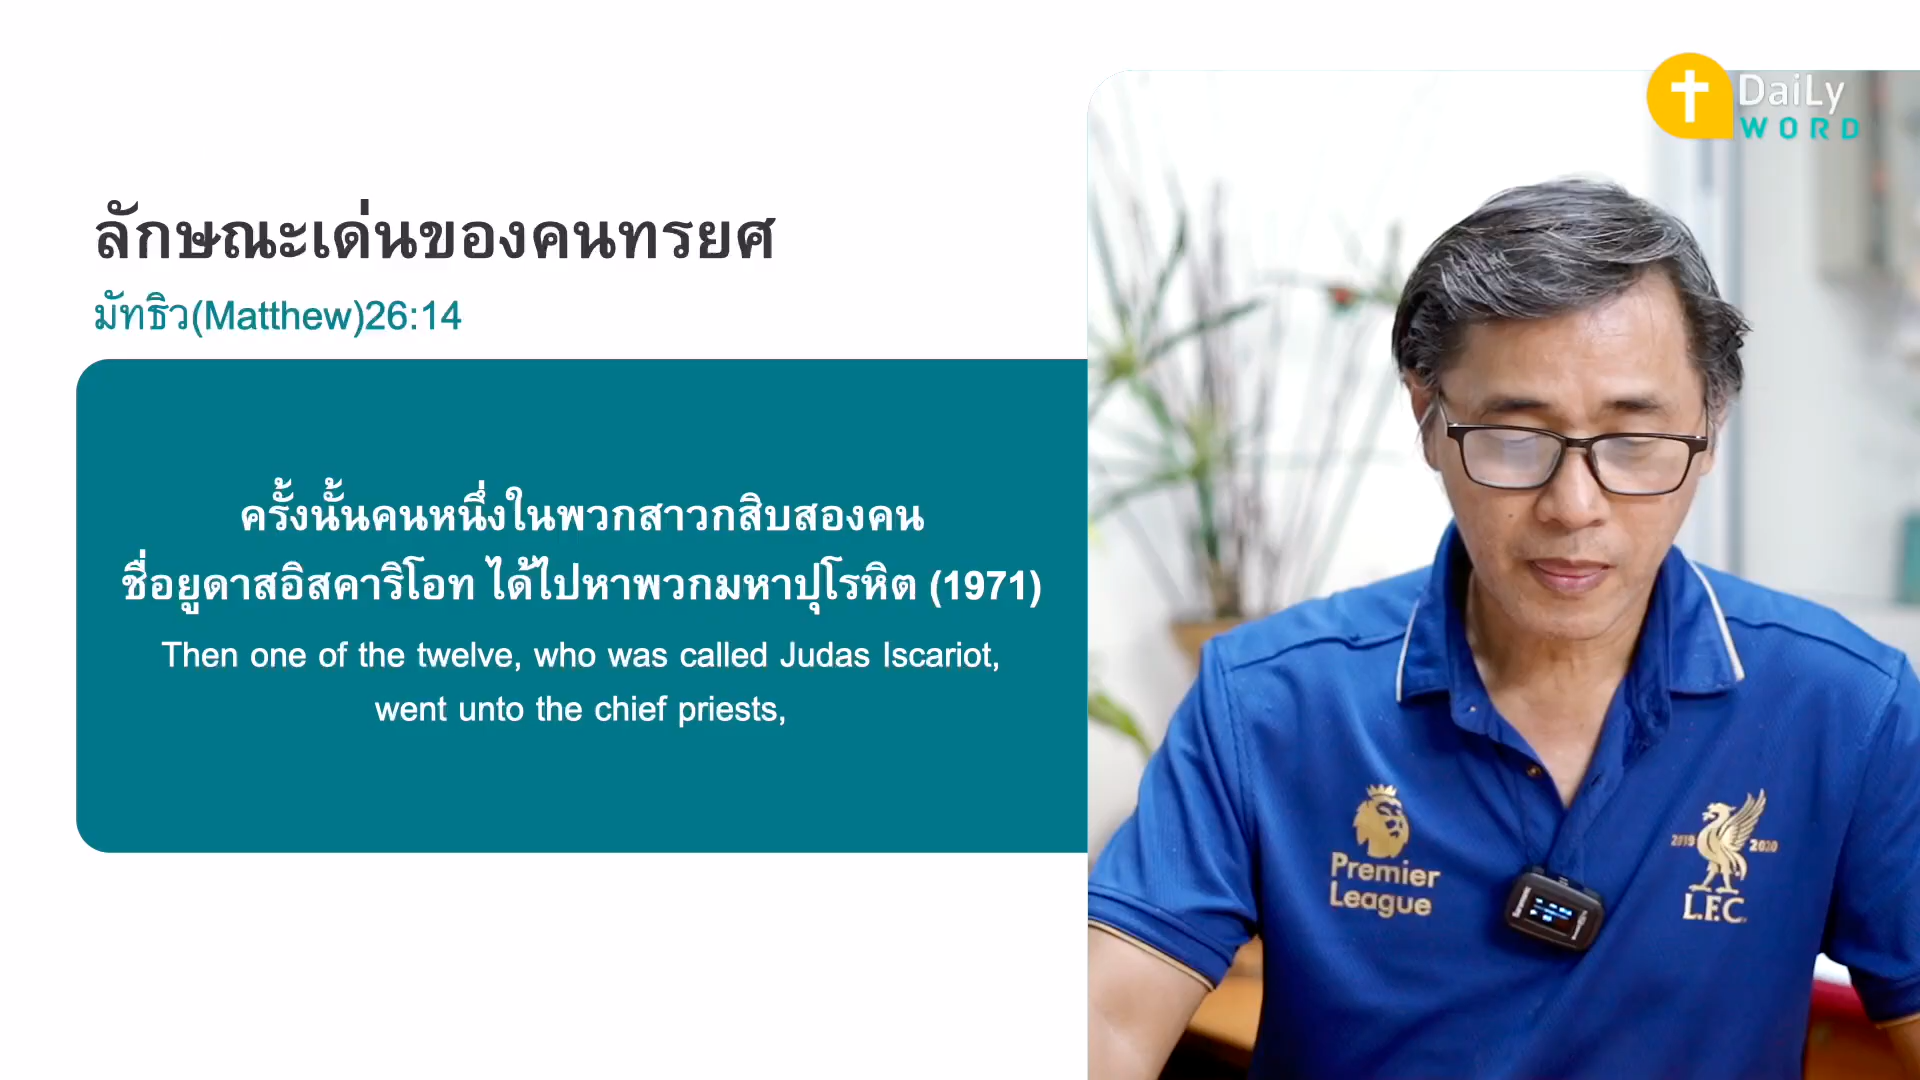 DaiLy
WORD
ลักษณะเด่นของคนทรยศ
มัทธิว(Matthew)26:14
ครั้งนั้นคนหนึ่งในพวกสาวกสิบสองคน
ชื่อยูดาสอิสคาริโอท ได้ไปหาพวกมหาปุโรหิต (1971)
Then one of the twelve, who was called Judas Iscariot,
went unto the chief priests,
Premier
League
2019 2020
L.F.C.